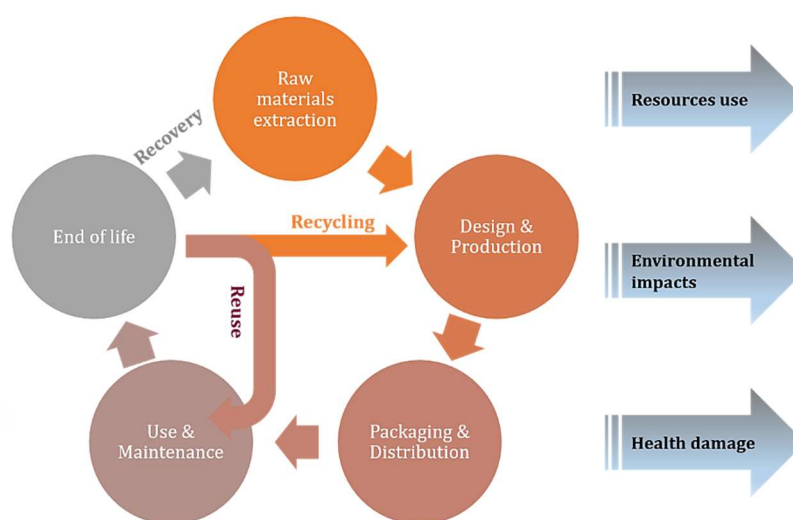 Raw
materials
extraction
Recovery
End of life
Recycling
Design &
Production
Reuse
Use &
Maintenance
Packaging &
Distribution
Resources use
Environmental
impacts
Health damage